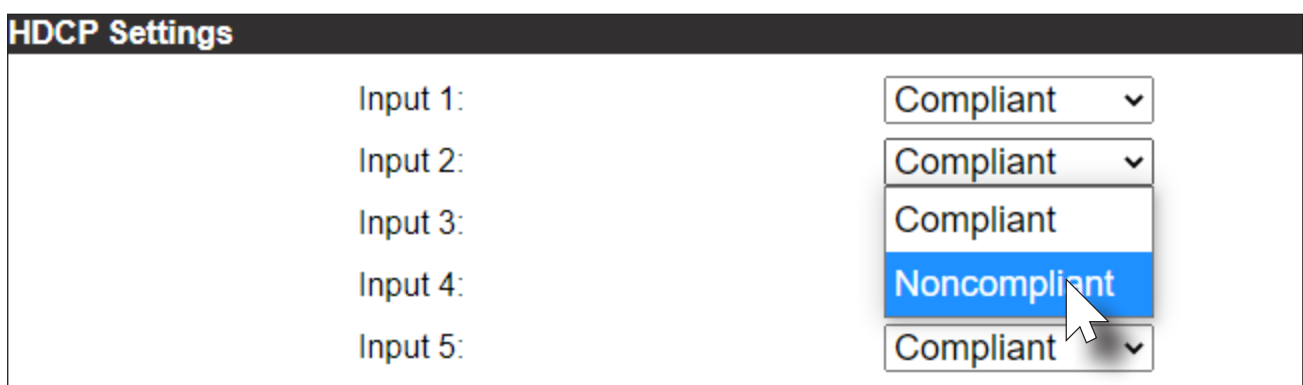 HDCP Settings
Input 1: Compliant
Input 2: Compliant
Input 3: Compliant
Input 4: Noncompliant
Input 5: Compliant